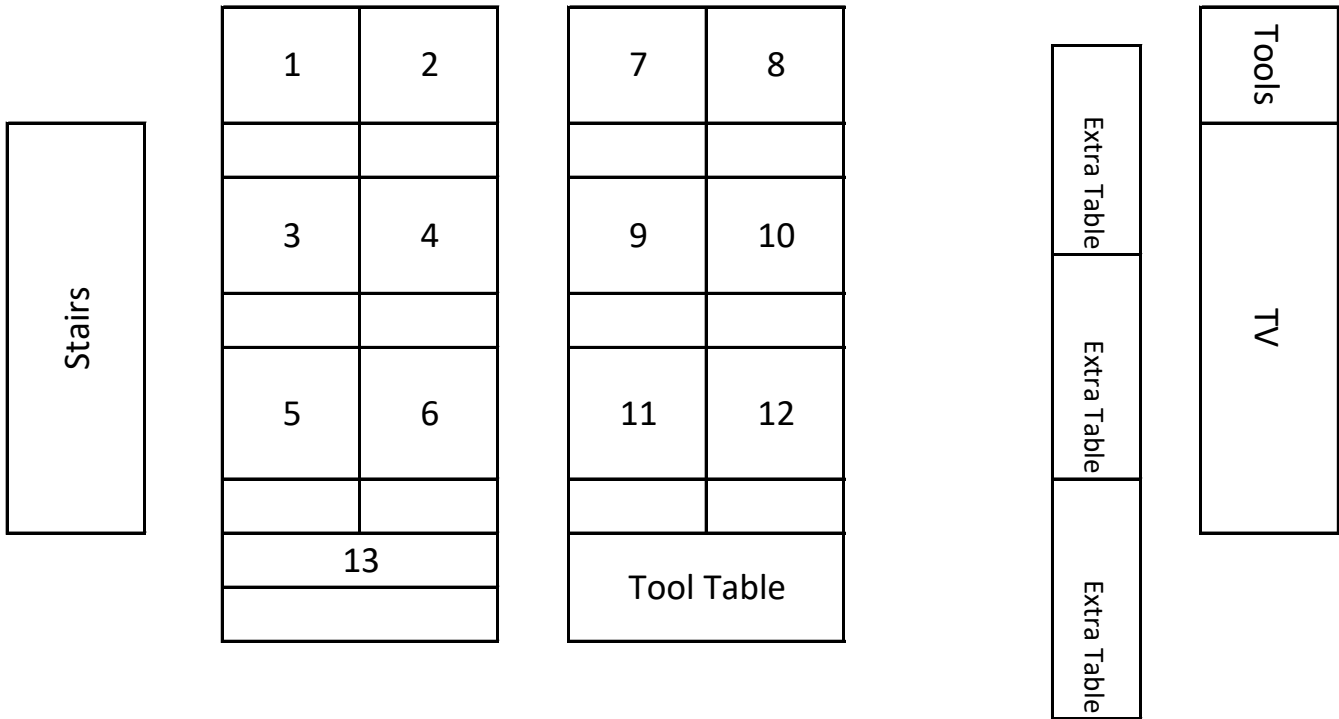 1 2 7 8 Tools
Extra Table
3 4 9 10
Stairs
TV
Extra Table
5 6 11 12
13
Tool Table
Extra Table